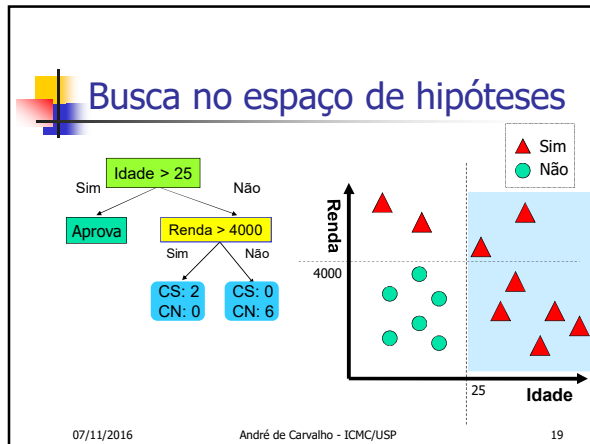 Busca no espaço de hipóteses
Sim
Não
Idade > 25
Sim
Não
Aprova
Renda > 4000
Sim
Não
CS: 2
CN: 0
CS: 0
CN: 6
Renda
4000
25
Idade
07/11/2016
André de Carvalho - ICMC/USP
19